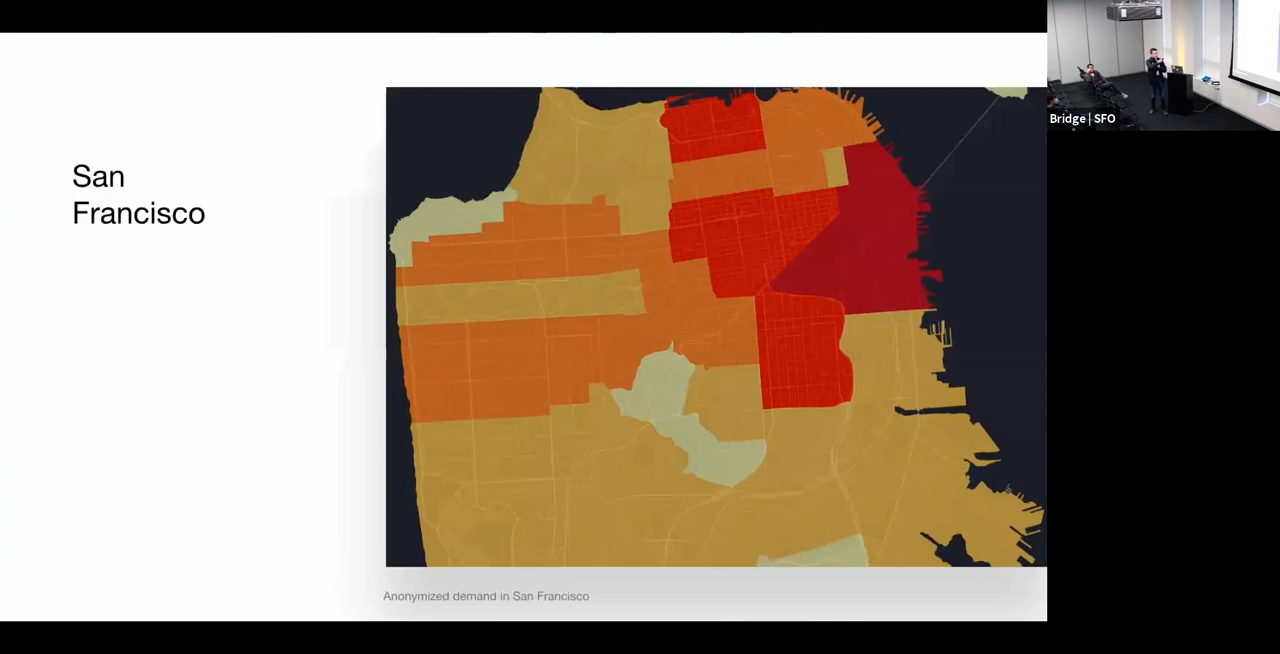 San
Francisco
Anonymized demand in San Francisco
Bridge | SFO